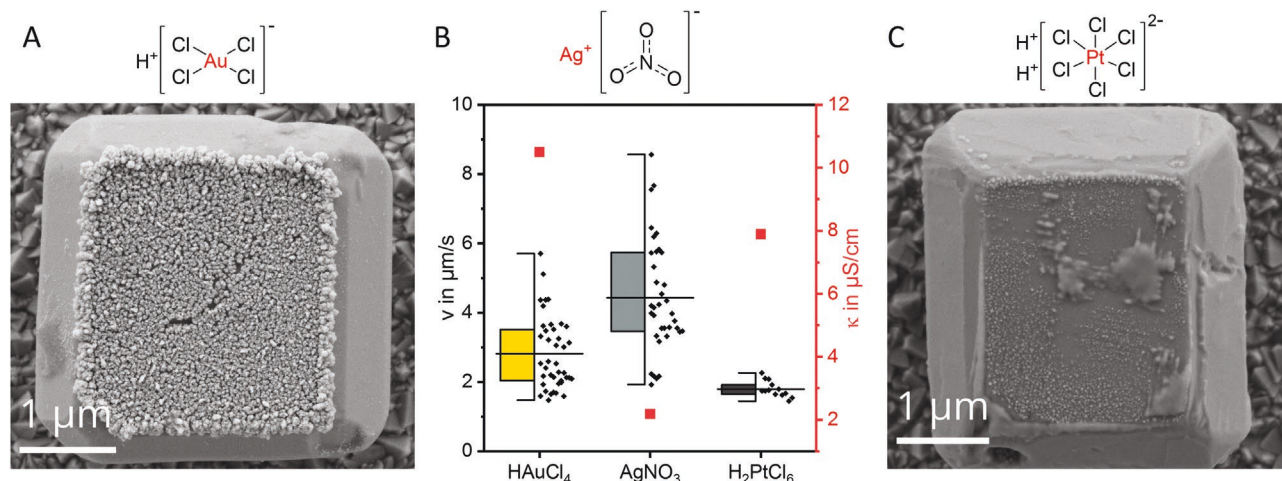 A
H⁺ [ Cl Cl Au Cl Cl ]⁻
1 µm
B
Ag⁺ [ O N O O ]⁻
v in µm/s
10
8
6
4
2
0
HAuCl₄
AgNO₃
H₂PtCl₆
κ in µS/cm
12
10
8
6
4
2
C
H⁺ H⁺ [ Cl Cl Cl Pt Cl Cl Cl ]²⁻
1 µm